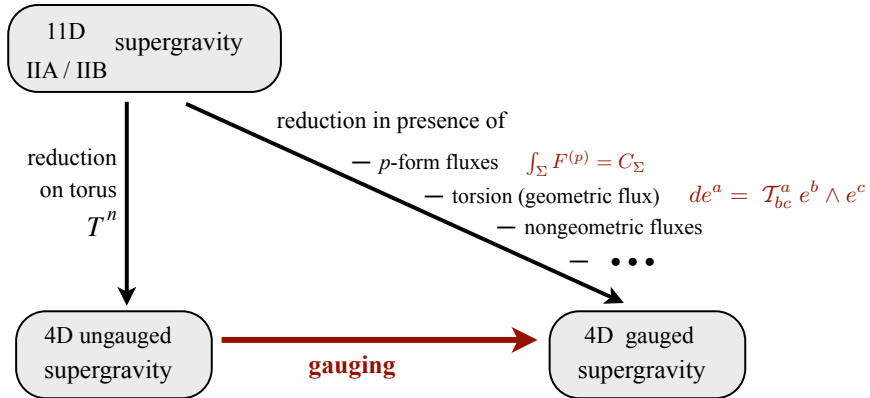 11D
IIA / IIB supergravity
reduction in presence of
reduction
on torus
Tⁿ
– p-form fluxes ∫_Σ F^(p) = C_Σ
– torsion (geometric flux) de^a = T^a_bc e^b ∧ e^c
– nongeometric fluxes
– •••
4D ungauged
supergravity
gauging
4D gauged
supergravity